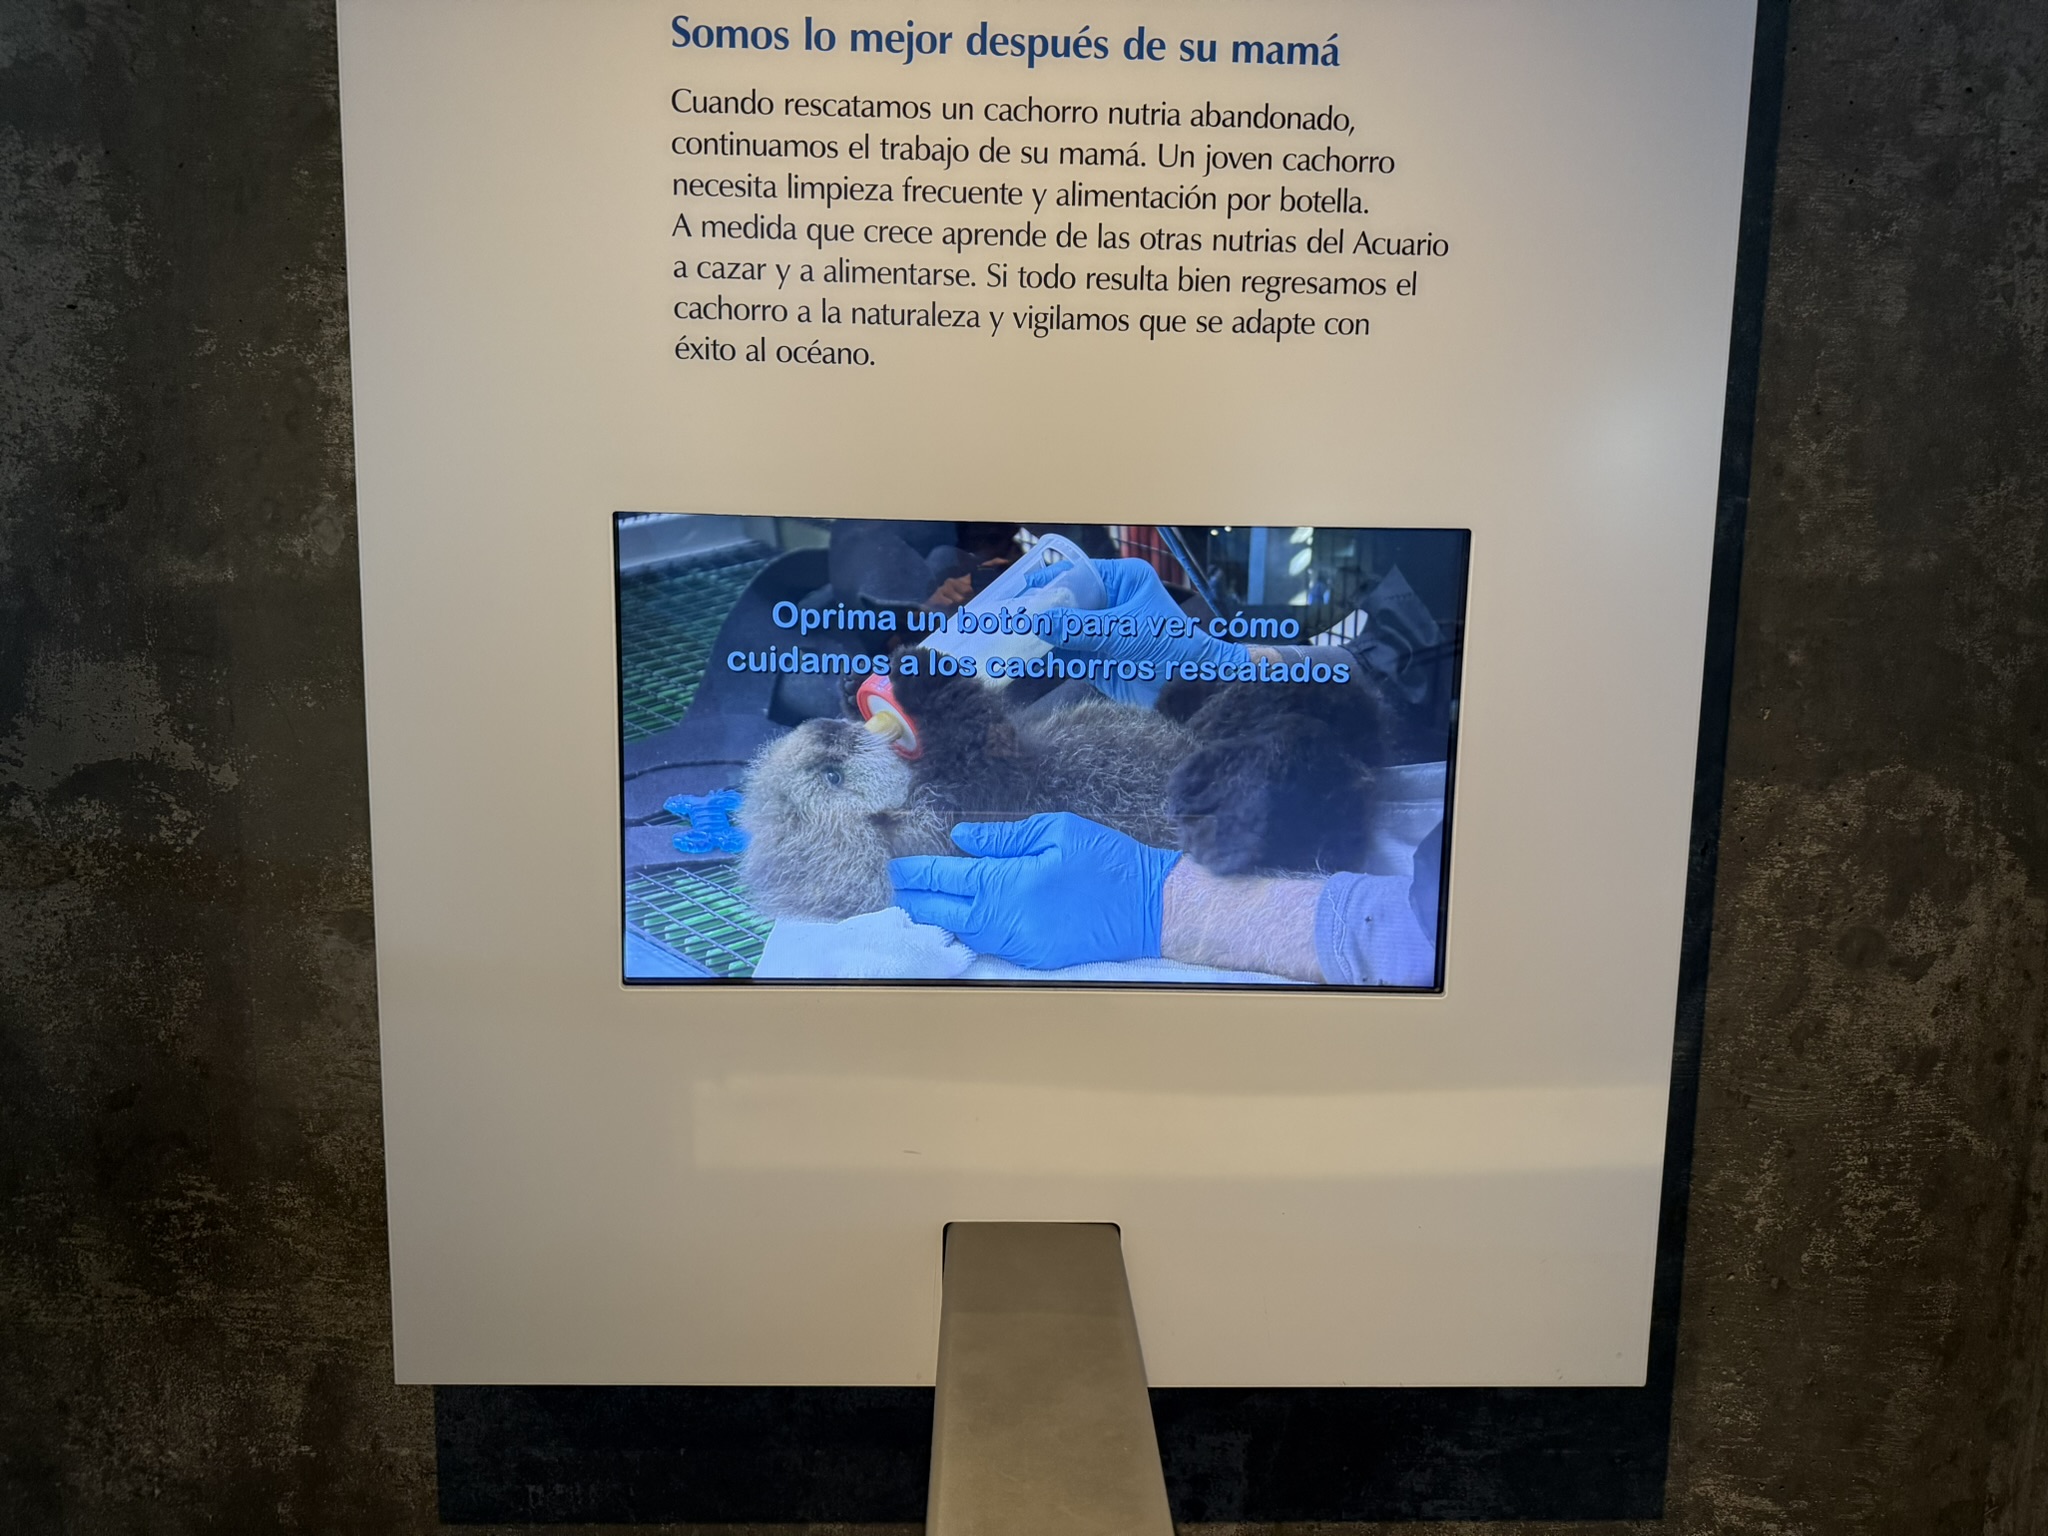 Somos lo mejor después de su mamá
Cuando rescatamos un cachorro nutria abandonado,
continuamos el trabajo de su mamá. Un joven cachorro
necesita limpieza frecuente y alimentación por botella.
A medida que crece aprende de las otras nutrias del Acuario
a cazar y a alimentarse. Si todo resulta bien regresamos el
cachorro a la naturaleza y vigilamos que se adapte con
éxito al océano.
Oprima un botón para ver cómo
cuidamos a los cachorros rescatados